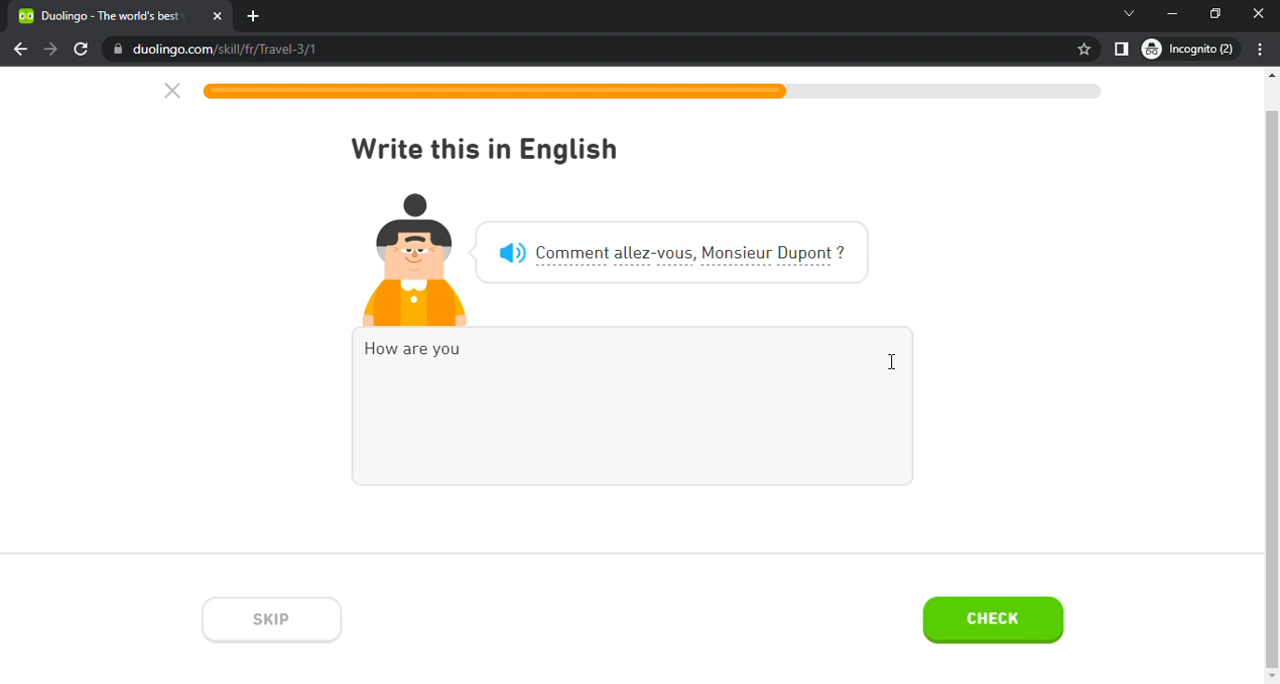 Duolingo - The world's best
duolingo.com/skill/fr/Travel-3/1
Incognito (2)
Write this in English
Comment allez-vous, Monsieur Dupont ?
How are you
SKIP
CHECK